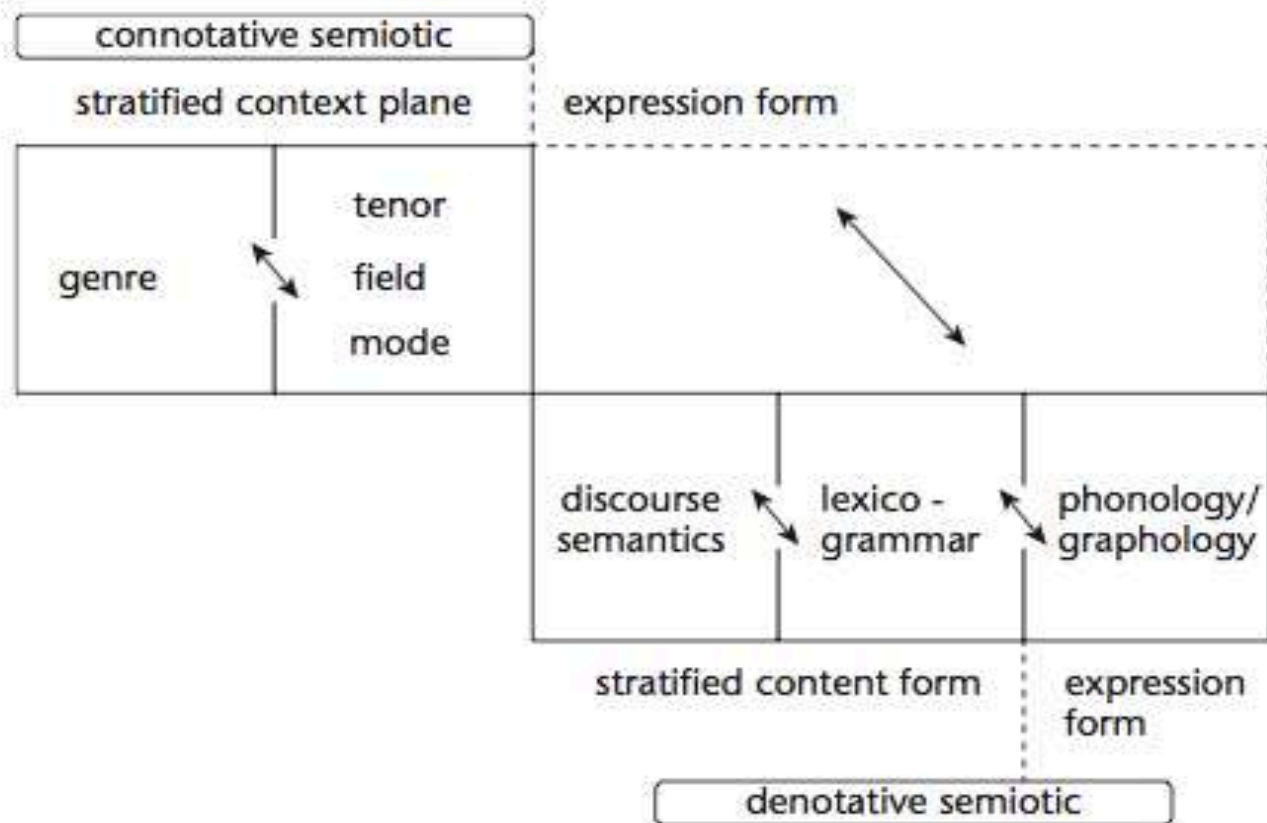 connotative semiotic
stratified context plane
expression form
genre
tenor
field
mode
discourse
semantics
lexico -
grammar
phonology/
graphology
stratified content form
expression
form
denotative semiotic